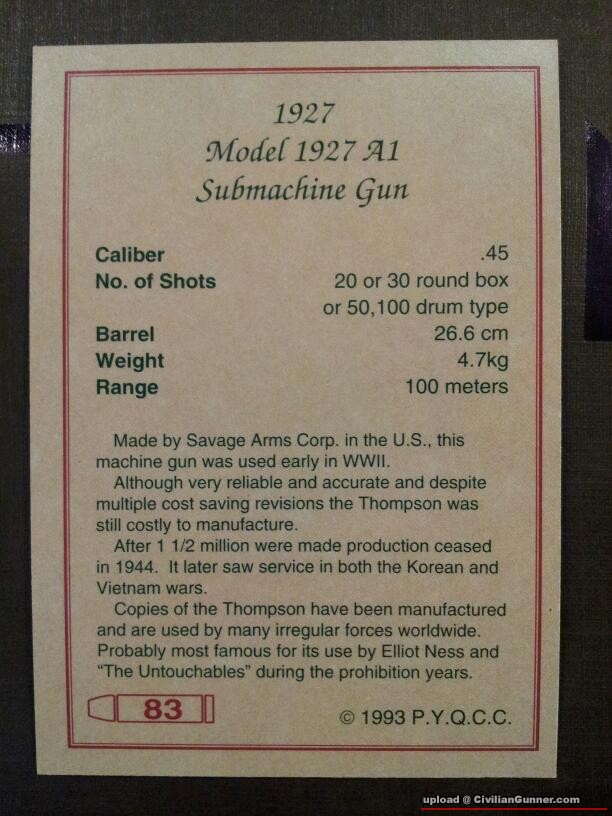 1927
Model 1927 A1
Submachine Gun
Caliber .45
No. of Shots 20 or 30 round box
or 50,100 drum type
Barrel 26.6 cm
Weight 4.7kg
Range 100 meters
Made by Savage Arms Corp. in the U.S., this
machine gun was used early in WWII.
Although very reliable and accurate and despite
multiple cost saving revisions the Thompson was
still costly to manufacture.
After 1 1/2 million were made production ceased
in 1944. It later saw service in both the Korean and
Vietnam wars.
Copies of the Thompson have been manufactured
and are used by many irregular forces worldwide.
Probably most famous for its use by Elliot Ness and
“The Untouchables” during the prohibition years.
83
© 1993 P.Y.Q.C.C.
upload @ CivilianGunner.com